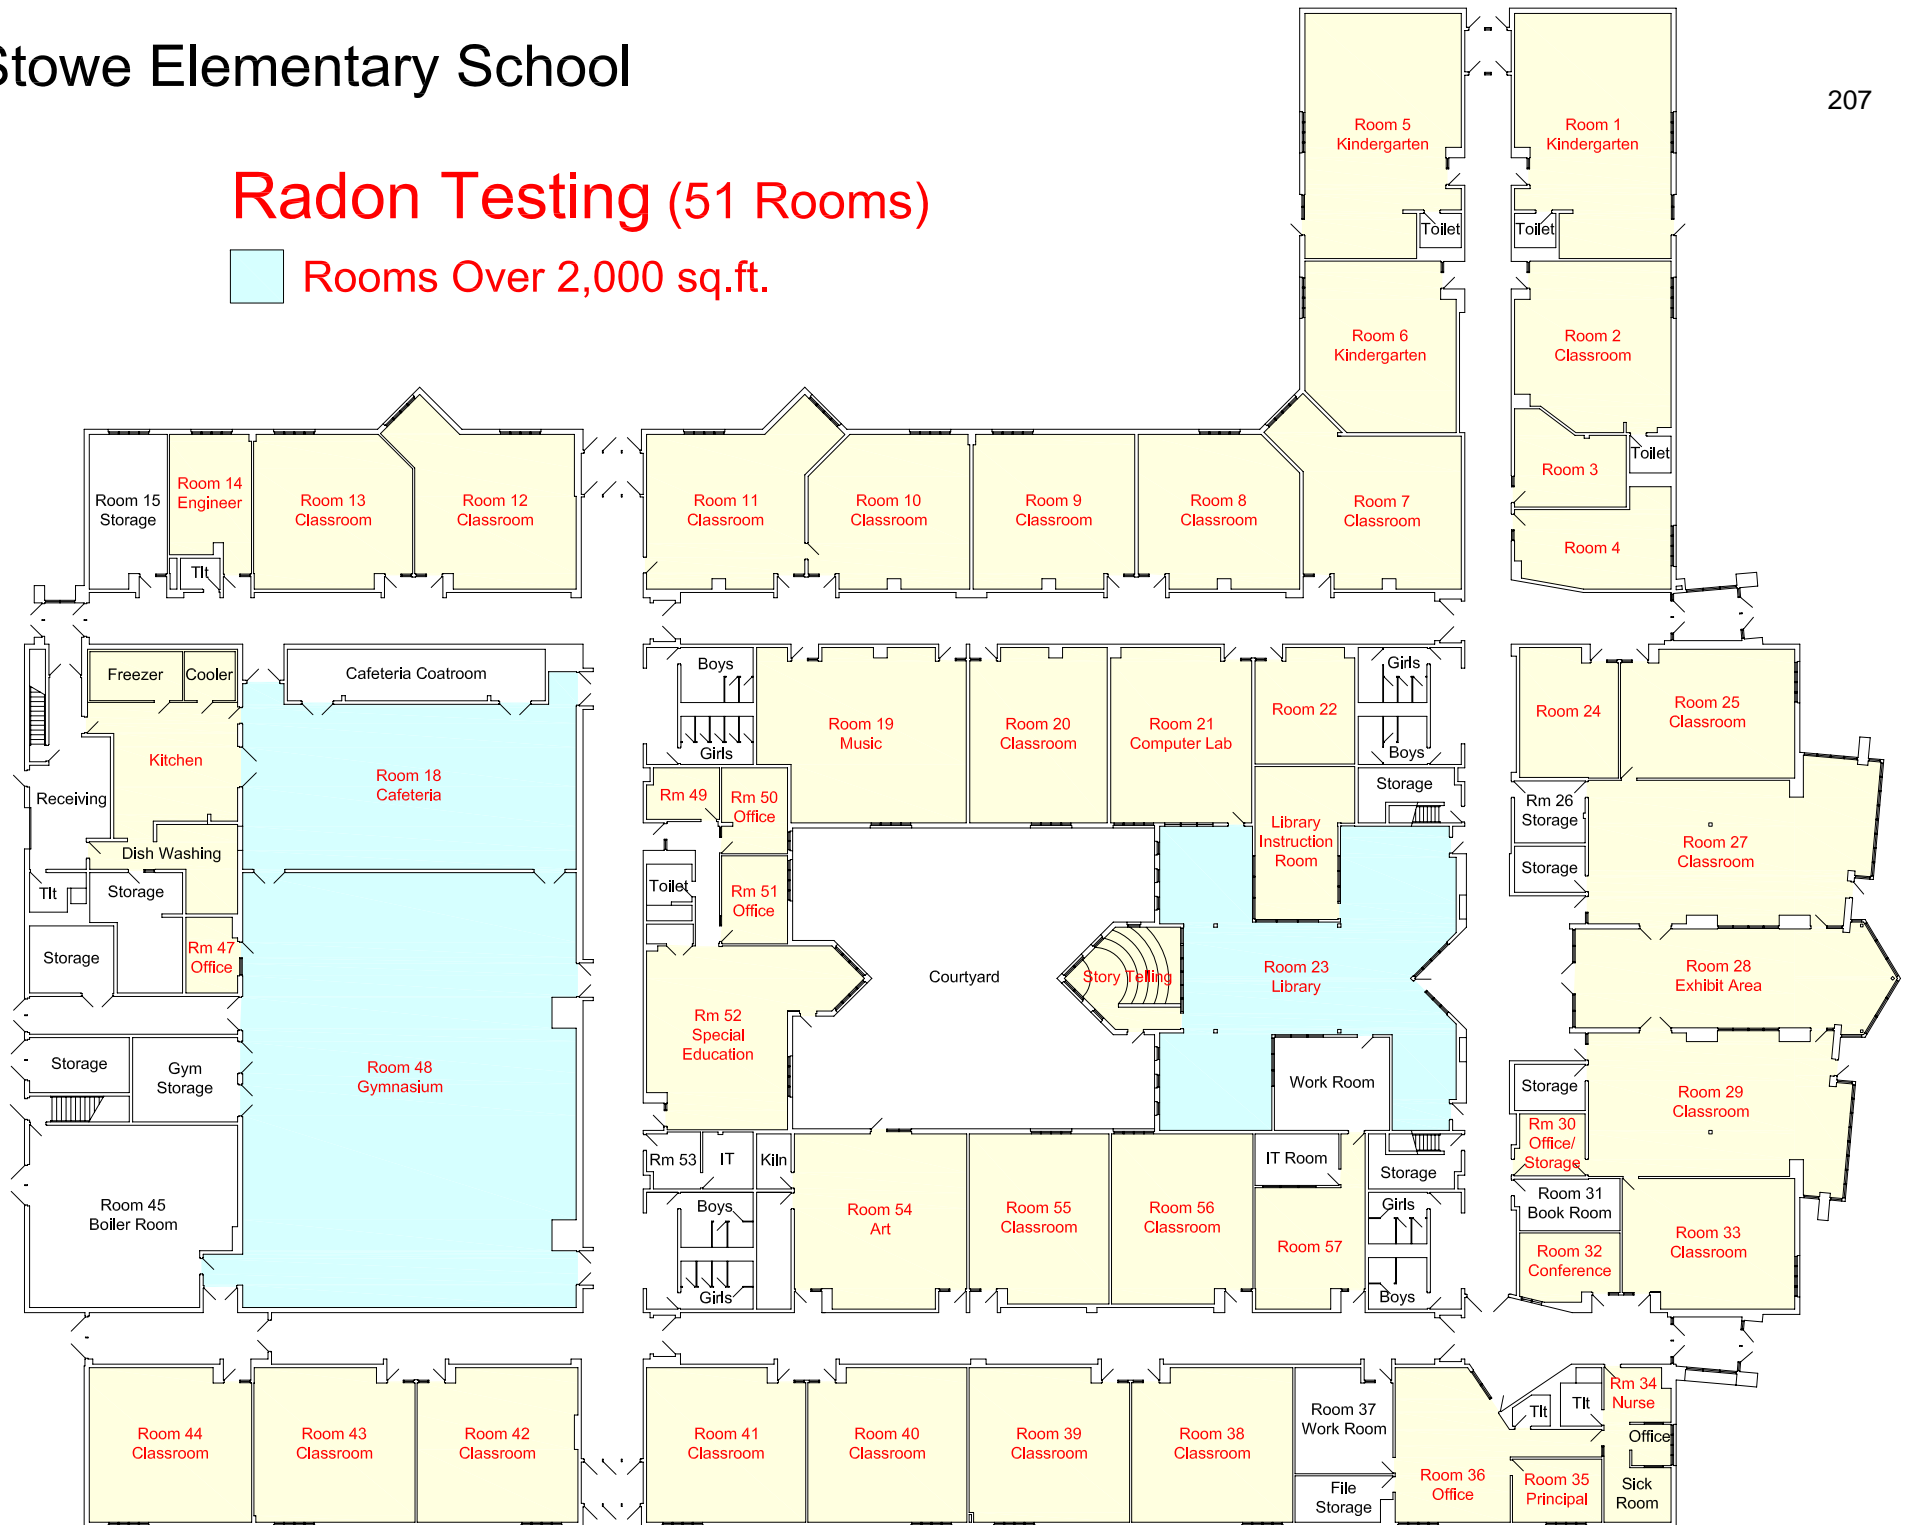 Stowe Elementary School
207
Radon Testing (51 Rooms)
Rooms Over 2,000 sq.ft.
Room 5
Kindergarten
Room 1
Kindergarten
Toilet
Toilet
Room 6
Kindergarten
Room 2
Classroom
Room 3
Toilet
Room 4
Room 15
Storage
Room 14
Engineer
Tlt
Room 13
Classroom
Room 12
Classroom
Room 11
Classroom
Room 10
Classroom
Room 9
Classroom
Room 8
Classroom
Room 7
Classroom
Freezer
Cooler
Cafeteria Coatroom
Kitchen
Receiving
Room 18
Cafeteria
Dish Washing
Tlt
Storage
Storage
Rm 47
Office
Storage
Gym
Storage
Room 48
Gymnasium
Room 45
Boiler Room
Boys
Girls
Room 19
Music
Room 20
Classroom
Room 21
Computer Lab
Room 22
Girls
Boys
Storage
Rm 49
Rm 50
Office
Library
Instruction
Room
Toilet
Rm 51
Office
Courtyard
Story Telling
Room 23
Library
Rm 52
Special
Education
Work Room
Rm 53
IT
Kiln
Room 54
Art
Room 55
Classroom
Room 56
Classroom
IT Room
Room 57
Storage
Boys
Girls
Girls
Boys
Room 24
Room 25
Classroom
Rm 26
Storage
Storage
Room 27
Classroom
Room 28
Exhibit Area
Storage
Room 29
Classroom
Rm 30
Office/
Storage
Room 31
Book Room
Room 32
Conference
Room 33
Classroom
Room 44
Classroom
Room 43
Classroom
Room 42
Classroom
Room 41
Classroom
Room 40
Classroom
Room 39
Classroom
Room 38
Classroom
Room 37
Work Room
File
Storage
Room 36
Office
Tlt
Tlt
Rm 34
Nurse
Office
Room 35
Principal
Sick
Room